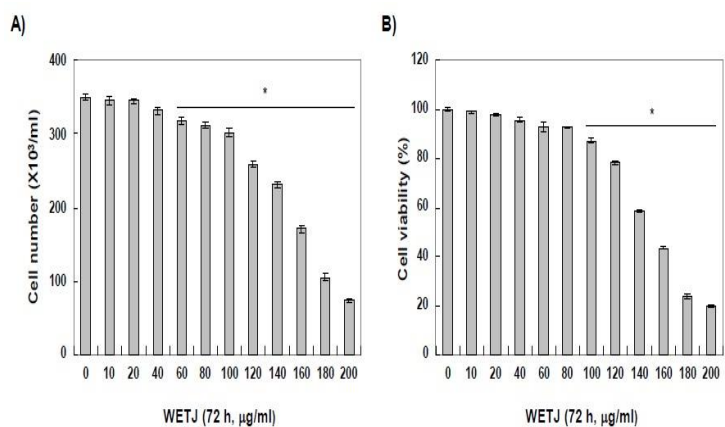 A)
Cell number (X10³/ml)
400
300
200
100
0
*
0 10 20 40 60 80 100 120 140 160 180 200
WETJ (72 h, μg/ml)
B)
Cell viability (%)
120
100
80
60
40
20
0
*
0 10 20 40 60 80 100 120 140 160 180 200
WETJ (72 h, μg/ml)